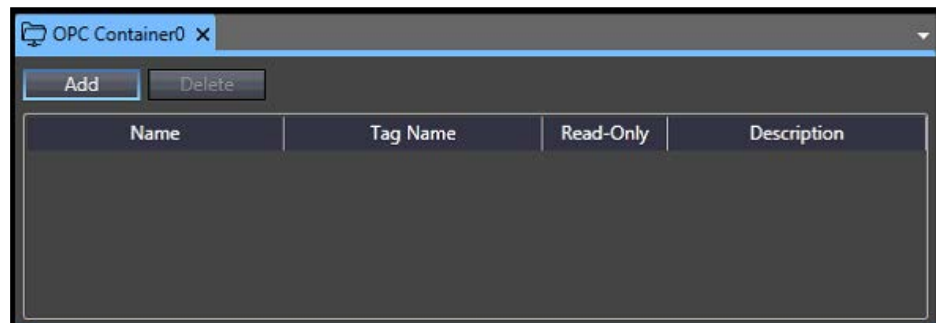 OPC Container0
Add Delete
Name Tag Name Read-Only Description